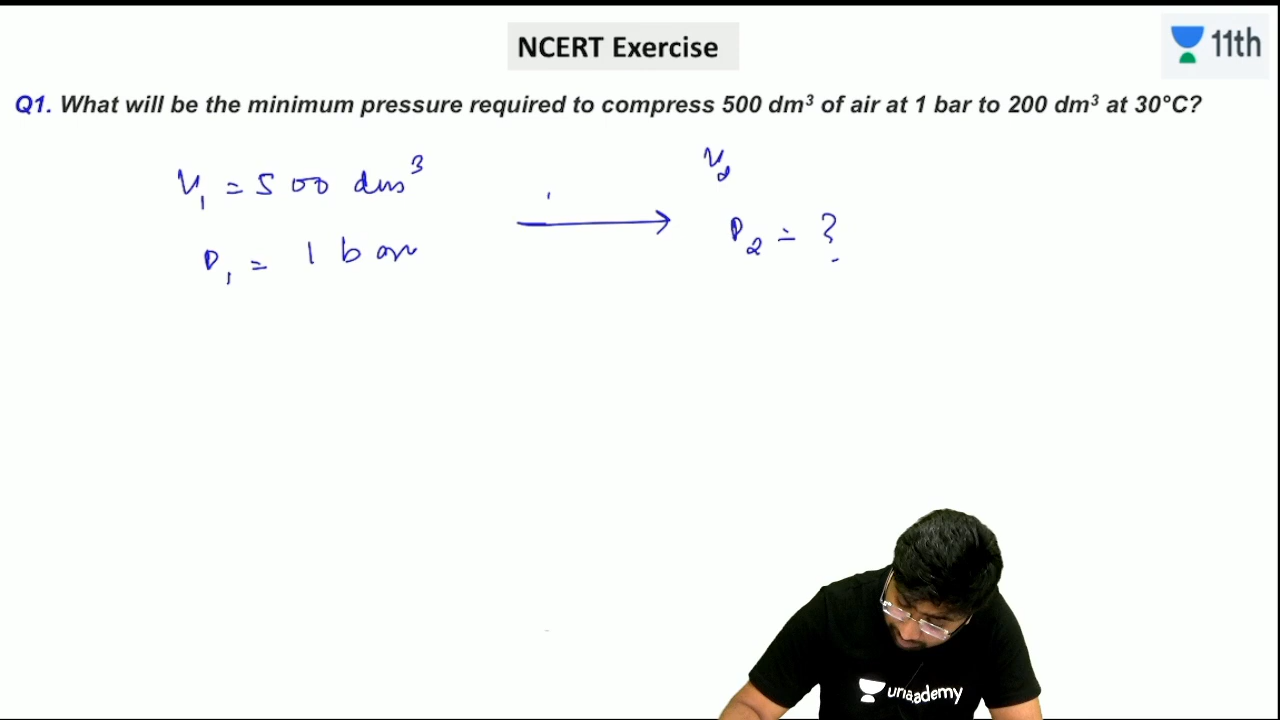 NCERT Exercise
11th
Q1. What will be the minimum pressure required to compress 500 dm³ of air at 1 bar to 200 dm³ at 30°C?
V₁ = 500 dm³
P₁ = 1 bar
P₂ = ?
unacademy